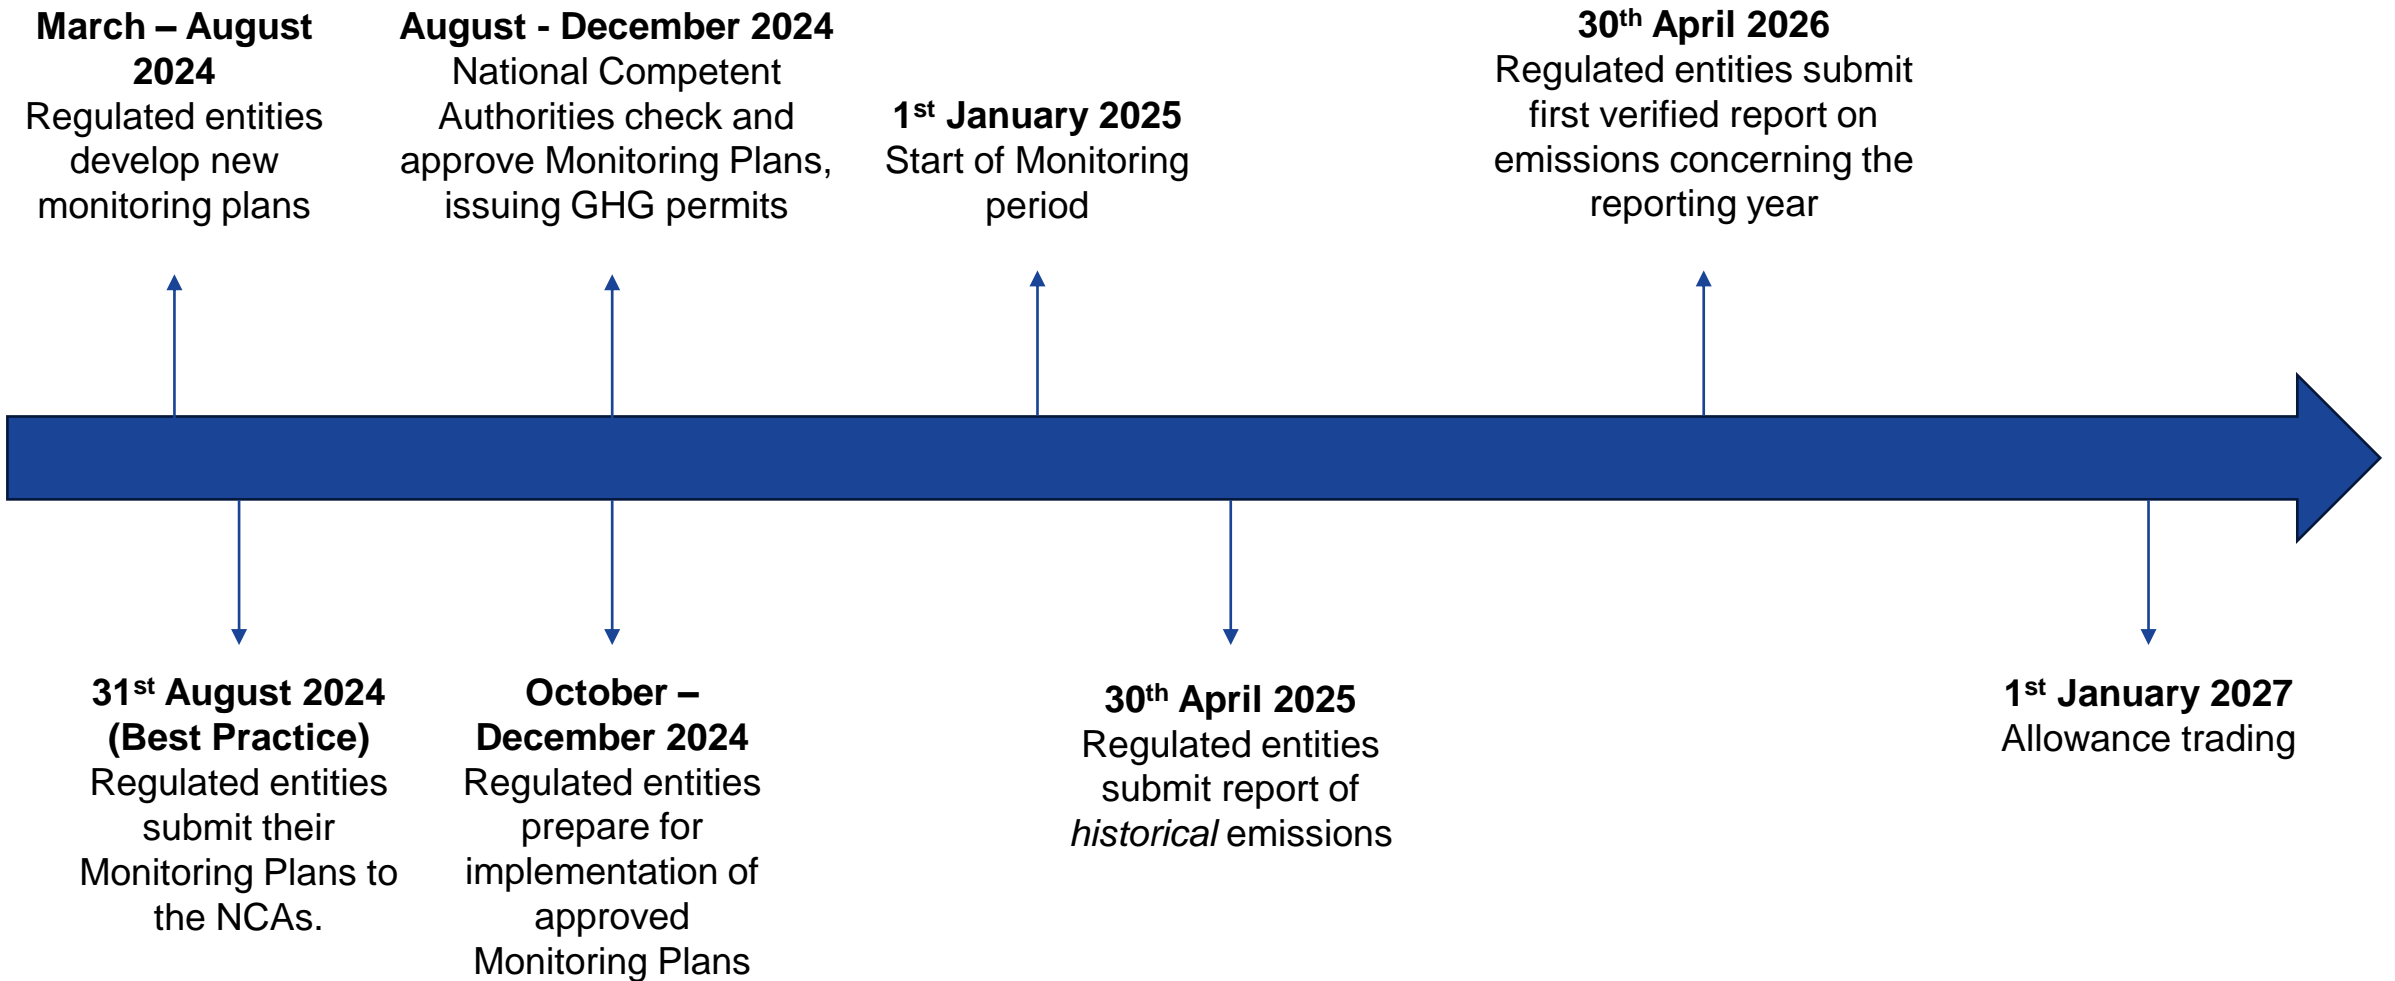 March – August
2024
Regulated entities
develop new
monitoring plans
August - December 2024
National Competent
Authorities check and
approve Monitoring Plans,
issuing GHG permits
1st January 2025
Start of Monitoring
period
30th April 2026
Regulated entities submit
first verified report on
emissions concerning the
reporting year
31st August 2024
(Best Practice)
Regulated entities
submit their
Monitoring Plans to
the NCAs.
October –
December 2024
Regulated entities
prepare for
implementation of
approved
Monitoring Plans
30th April 2025
Regulated entities
submit report of
historical emissions
1st January 2027
Allowance trading